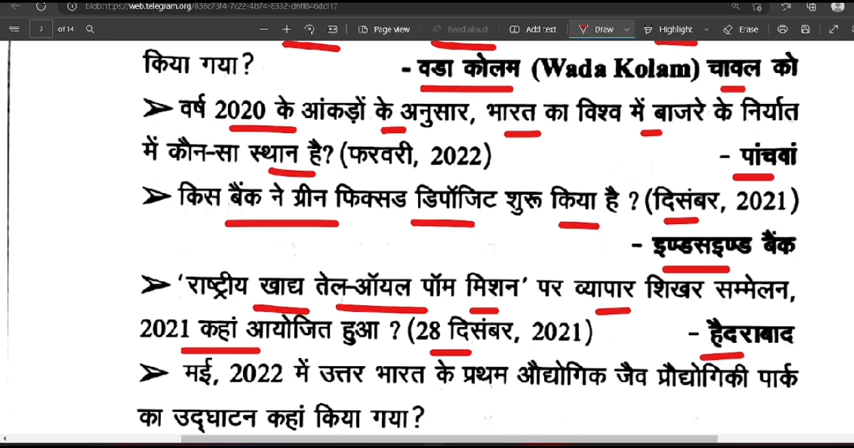 blob:https://web.telegram.org/836c73f4-7c22-4b74-
7 of 14
Page view
Read aloud
Add text
Draw
Highlight
Erase
किया गया? - वडा कोलम (Wada Kolam) चावल को
➤ वर्ष 2020 के आंकड़ों के अनुसार, भारत का विश्व में बाजरे के निर्यात
में कौन-सा स्थान है? (फरवरी, 2022) - पांचवां
➤ किस बैंक ने ग्रीन फिक्सड डिपॉजिट शुरू किया है ? (दिसंबर, 2021)
- इण्डसइण्ड बैंक
➤ 'राष्ट्रीय खाद्य तेल-ऑयल पॉम मिशन' पर व्यापार शिखर सम्मेलन,
2021 कहां आयोजित हुआ ? (28 दिसंबर, 2021) - हैदराबाद
➤ मई, 2022 में उत्तर भारत के प्रथम औद्योगिक जैव प्रौद्योगिकी पार्क
का उद्घाटन कहां किया गया?